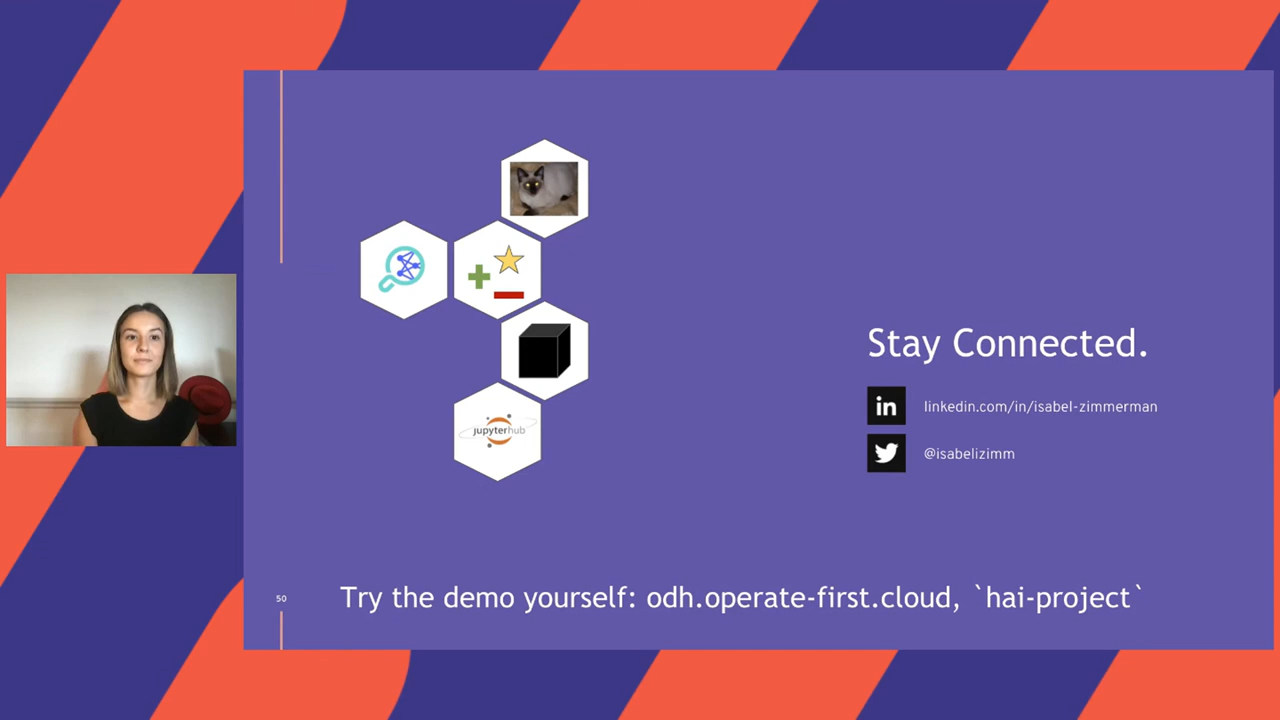 jupyterhub
Stay Connected.
in
linkedin.com/in/isabel-zimmerman
@isabelizimm
50
Try the demo yourself: odh.operate-first.cloud, `hai-project`